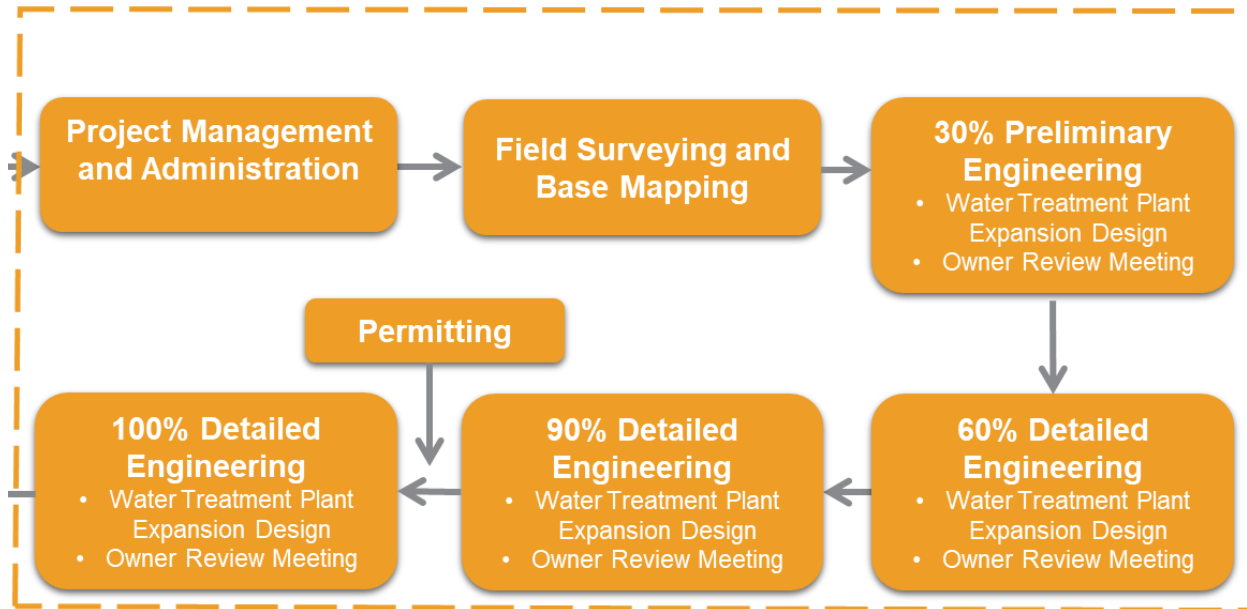 Project Management
and Administration
Field Surveying and
Base Mapping
30% Preliminary
Engineering
• Water Treatment Plant
Expansion Design
• Owner Review Meeting
Permitting
60% Detailed
Engineering
• Water Treatment Plant
Expansion Design
• Owner Review Meeting
90% Detailed
Engineering
• Water Treatment Plant
Expansion Design
• Owner Review Meeting
100% Detailed
Engineering
• Water Treatment Plant
Expansion Design
• Owner Review Meeting